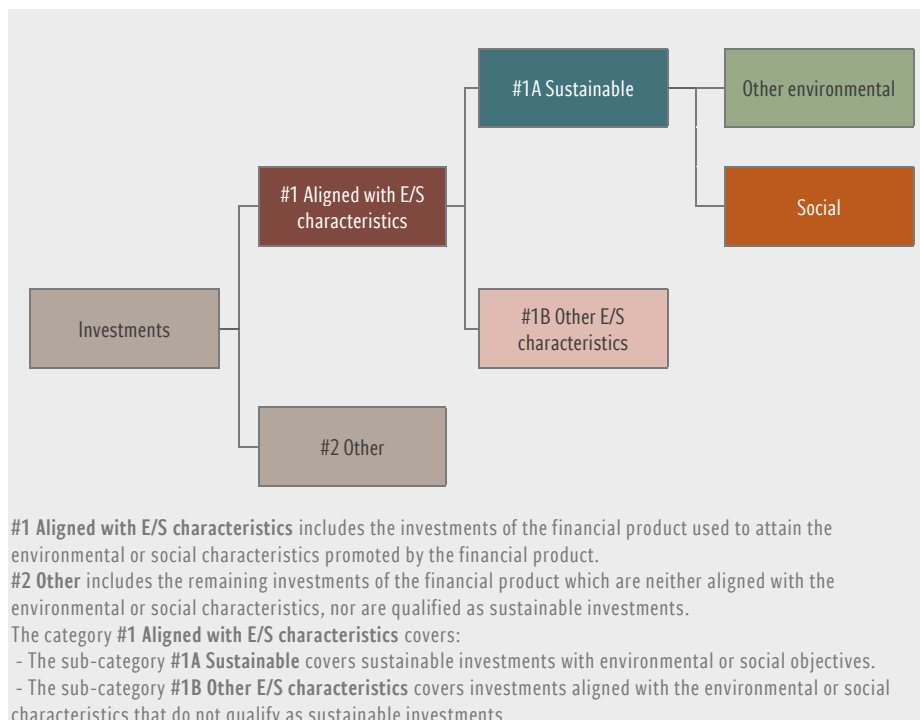 #1A Sustainable
Other environmental
#1 Aligned with E/S
characteristics
Social
Investments
#1B Other E/S
characteristics
#2 Other
#1 Aligned with E/S characteristics includes the investments of the financial product used to attain the
environmental or social characteristics promoted by the financial product.
#2 Other includes the remaining investments of the financial product which are neither aligned with the
environmental or social characteristics, nor are qualified as sustainable investments.
The category #1 Aligned with E/S characteristics covers:
- The sub-category #1A Sustainable covers sustainable investments with environmental or social objectives.
- The sub-category #1B Other E/S characteristics covers investments aligned with the environmental or social
characteristics that do not qualify as sustainable investments